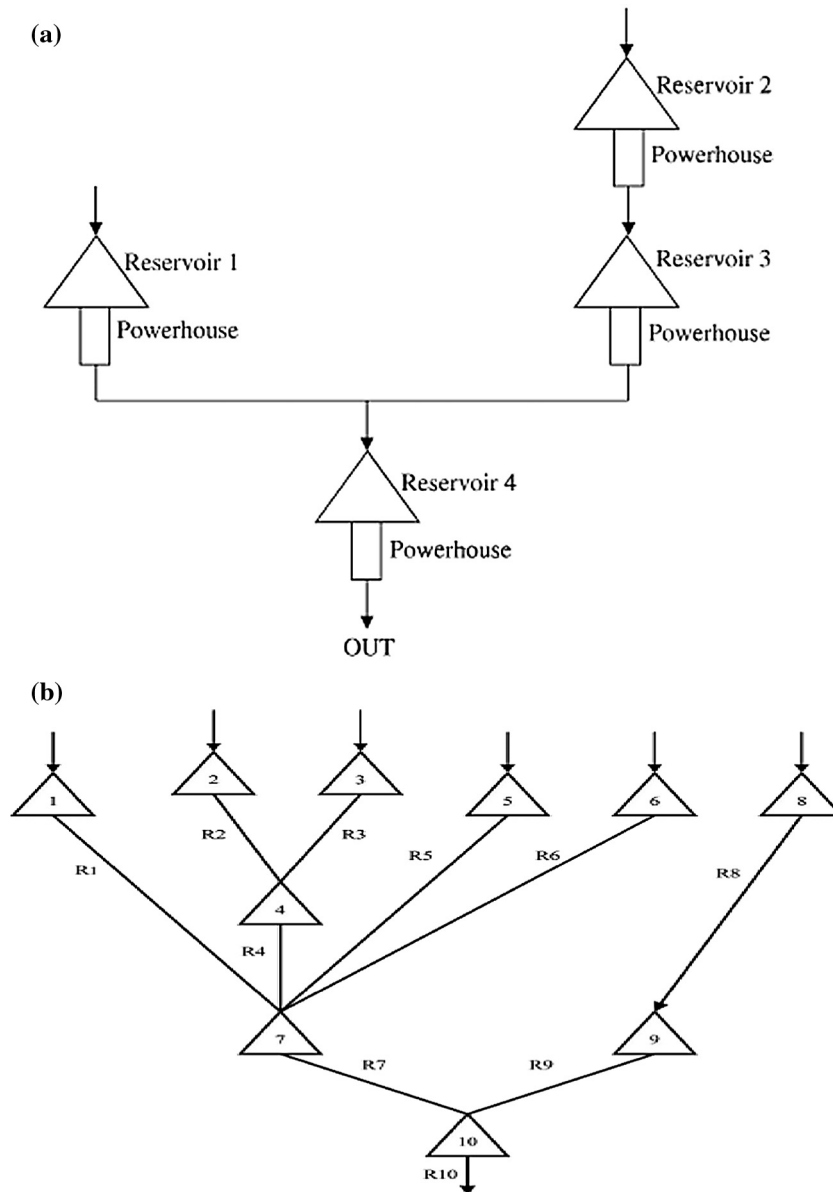 (a)
Reservoir 2
Powerhouse
Reservoir 1
Reservoir 3
Powerhouse
Powerhouse
Reservoir 4
Powerhouse
OUT
(b)
1
2
3
5
6
8
R1
R2
R3
R5
R6
R8
4
R4
7
9
R7
R9
10
R10